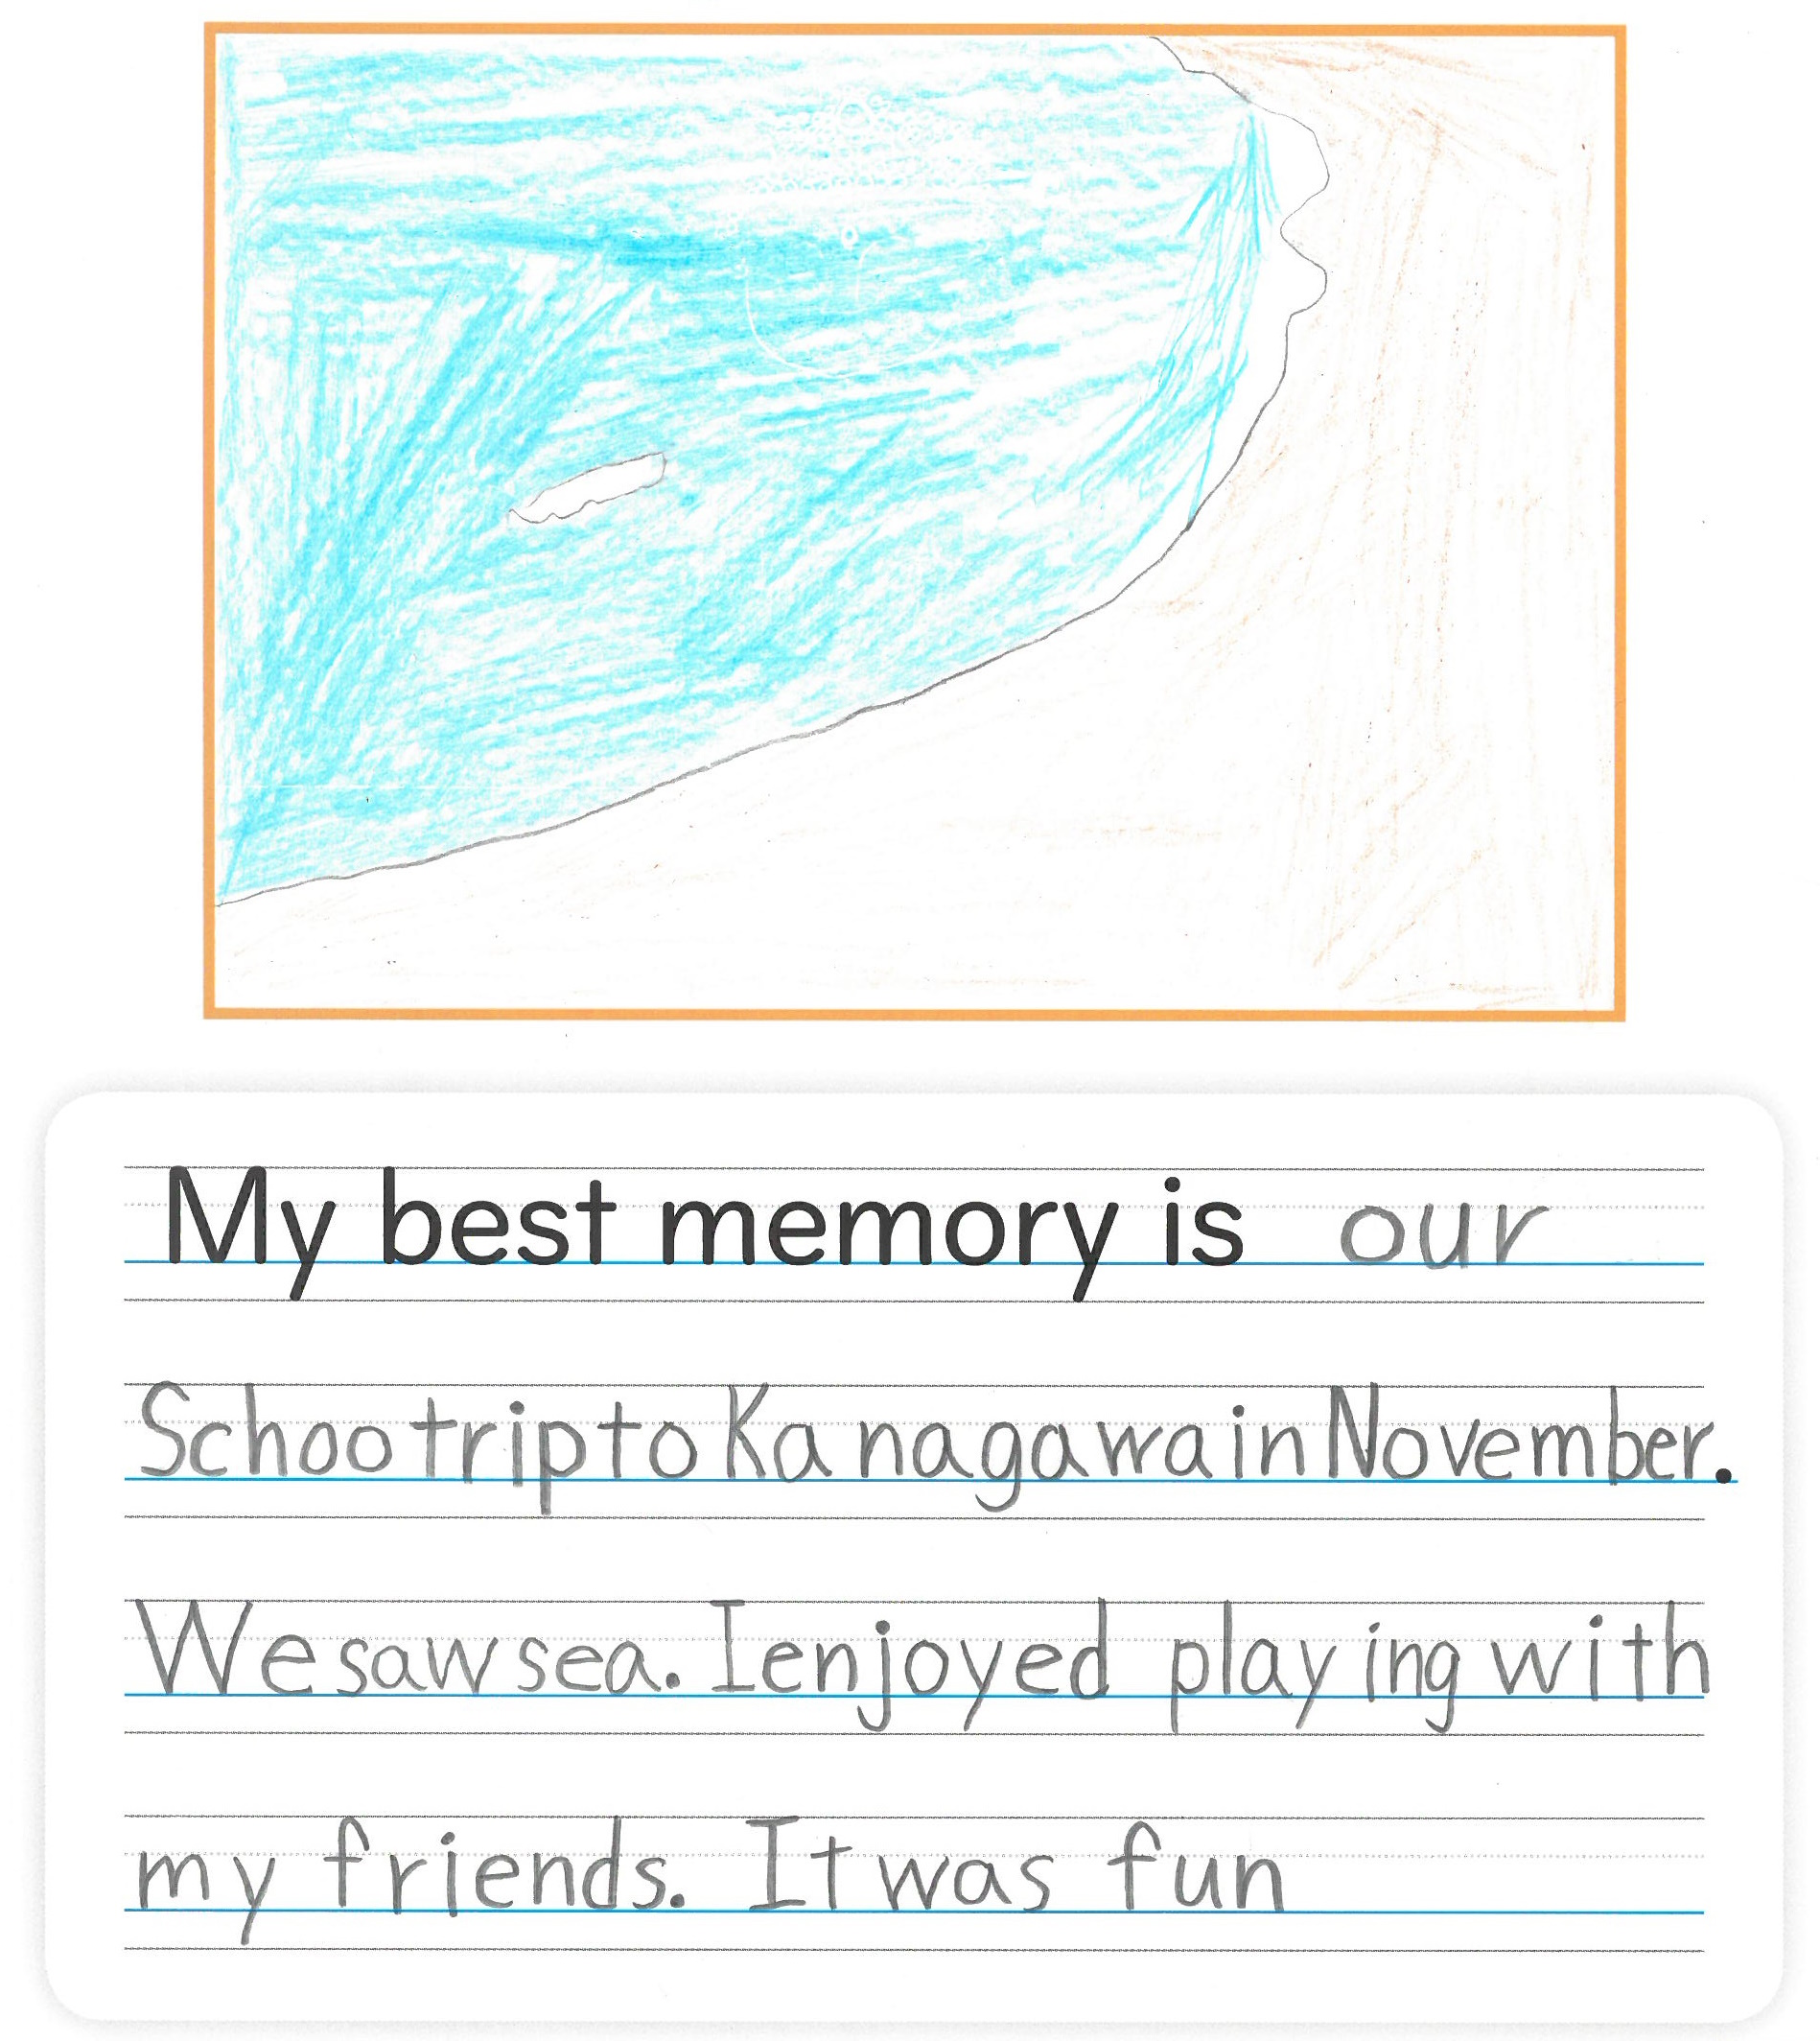 My best memory is our
Schoo trip to Kanagawa in November.
We saw sea. I enjoyed playing with
my friends. It was fun